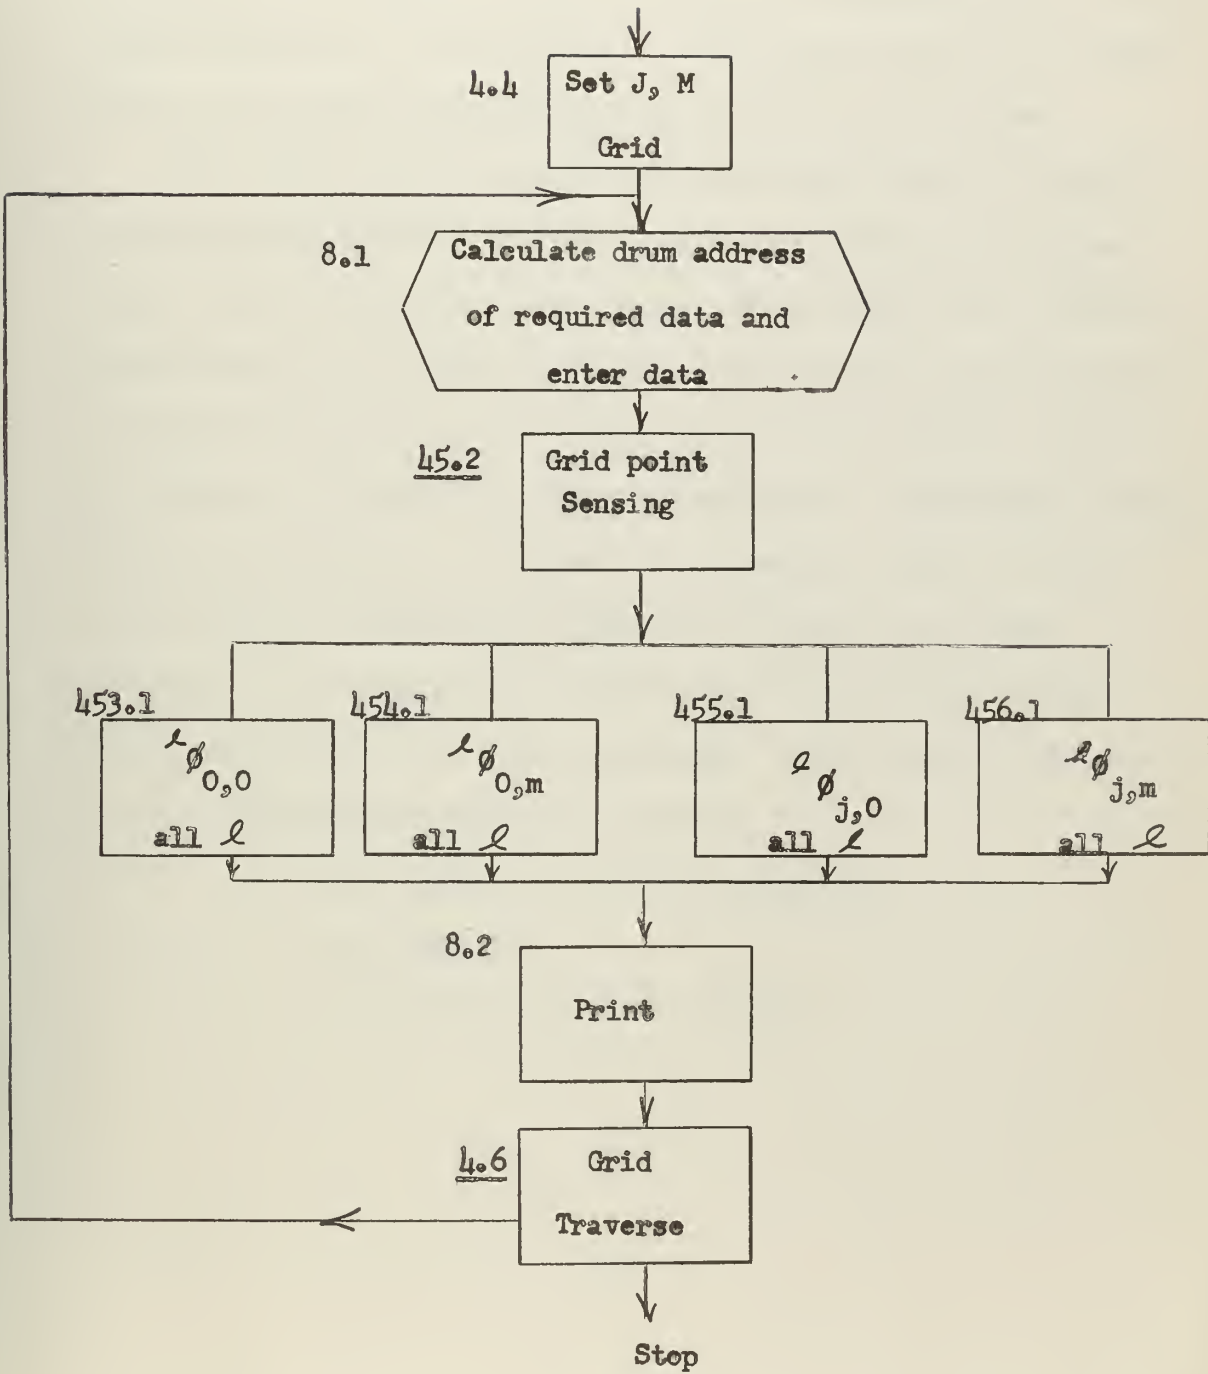 4.4
Set J, M
Grid
8.1
Calculate drum address
of required data and
enter data
45.2
Grid point
Sensing
453.1
454.1
455.1
456.1
ℓφ0,0
all ℓ
ℓφ0,m
all ℓ
ℓφj,0
all ℓ
ℓφj,m
all ℓ
8.2
Print
4.6
Grid
Traverse
Stop